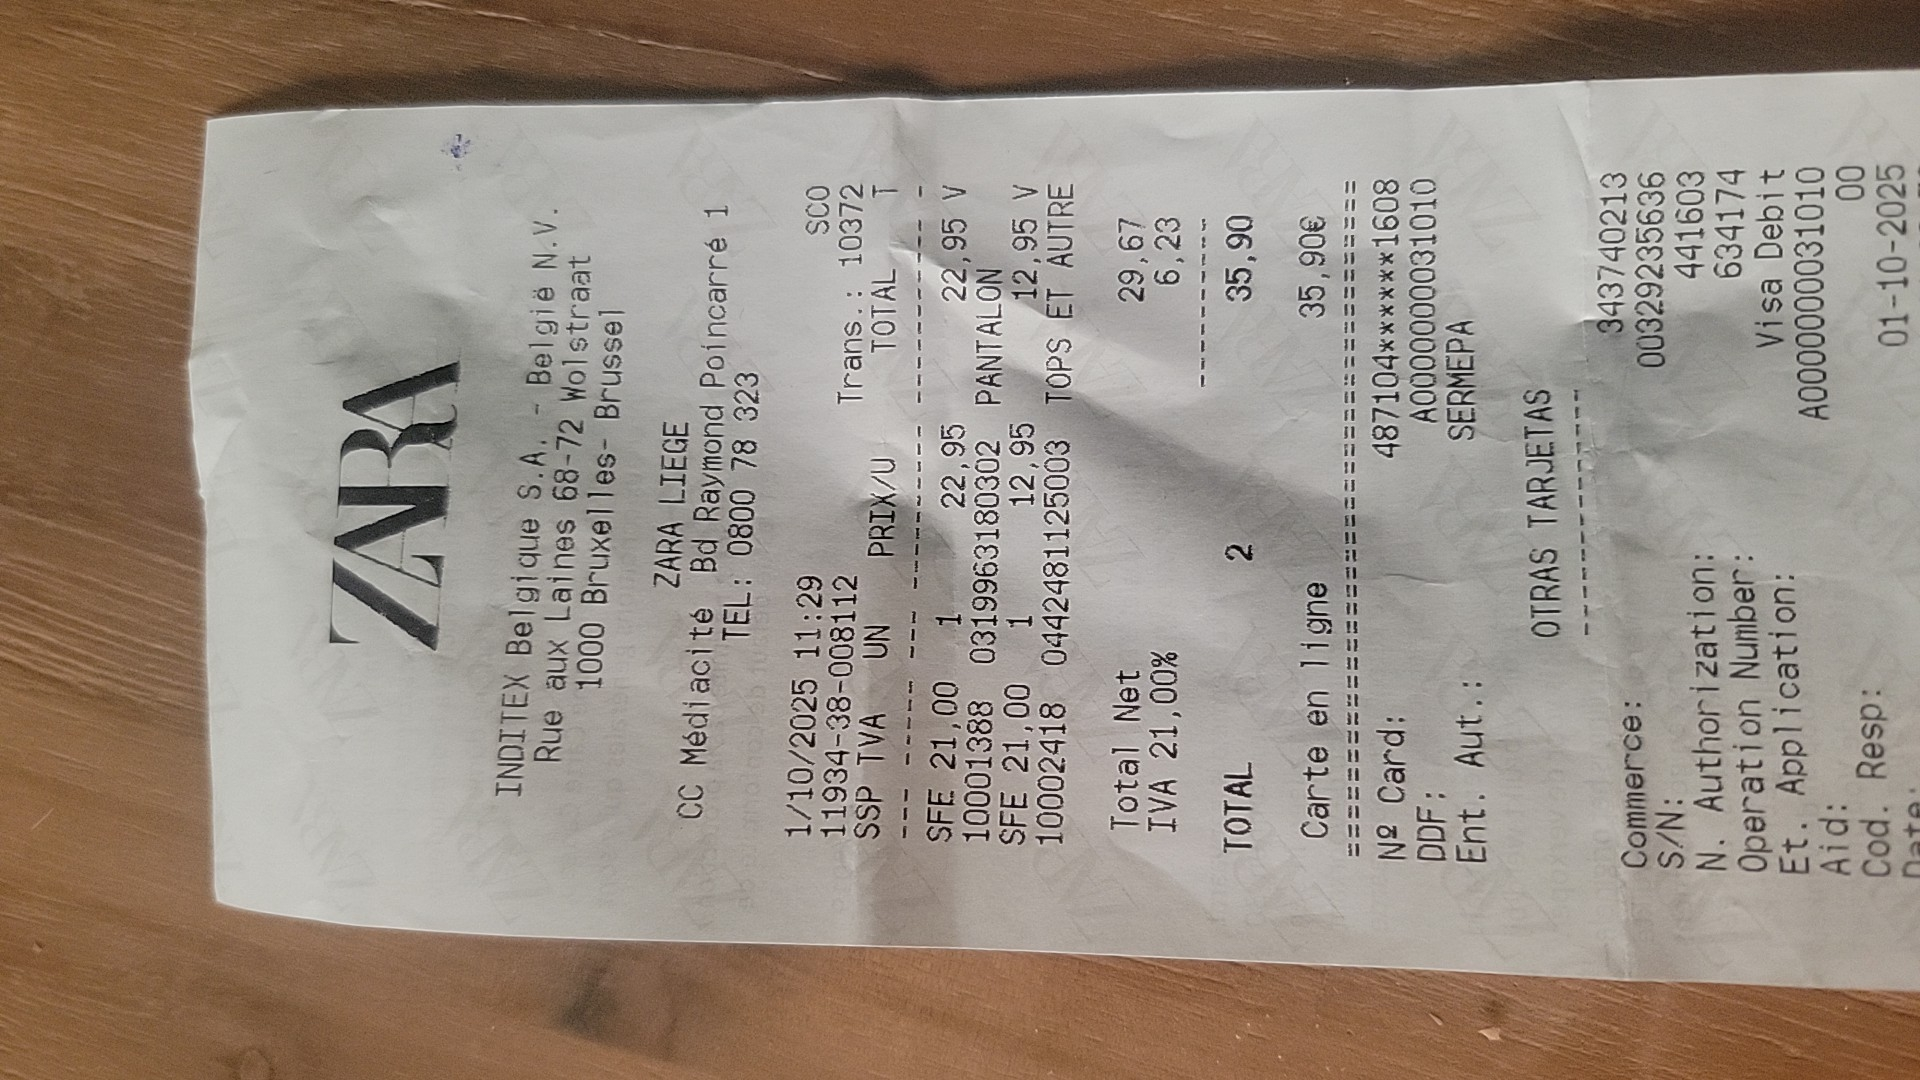 ZARA
INDITEX Belgique S.A. - België N.V.
Rue aux Laines 68-72 Wolstraat
1000 Bruxelles- Brussel
ZARA LIEGE
CC Médiacité Bd Raymond Poincarré 1
TEL: 0800 78 323
1/10/2025 11:29 SCO
11934-38-008112 Trans.: 10372
SSP TVA UN PRIX/U TOTAL T
--- ----- --- --------- ----------- -
SFE 21,00 1 22,95 22,95 V
10001388 03199631803​02 PANTALON
SFE 21,00 1 12,95 12,95 V
10002418 04424811250​03 TOPS ET AUTRE
Total Net 29,67
IVA 21,00% 6,23
-----------
TOTAL 2 35,90
Carte en ligne 35,90€
========================================
Nº Card: 487104******1608
DDF: A0000000031010
Ent. Aut.: SERMEPA
OTRAS TARJETAS
----------------
Commerce: 343740213
S/N: 00329235636
N. Authorization: 441603
Operation Number: 634174
Et. Application: Visa Debit
Aid: A0000000031010
Cod. Resp: 00
Date: 01-10-2025